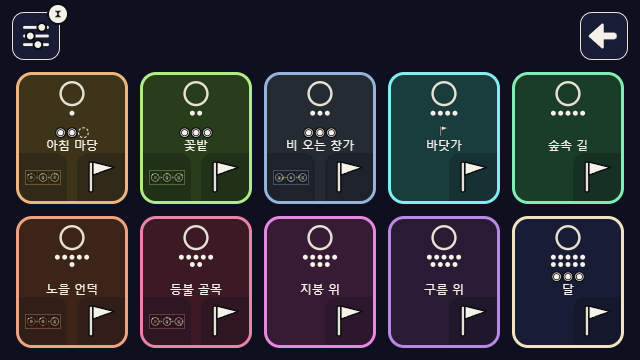 아침 마당
꽃밭
비 오는 창가
바닷가
숲속 길
노을 언덕
등불 골목
지붕 위
구름 위
달